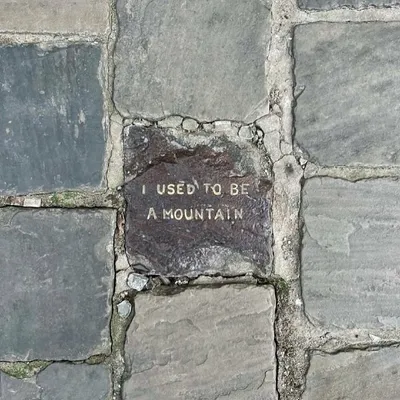 I USED TO BE
A MOUNTAIN